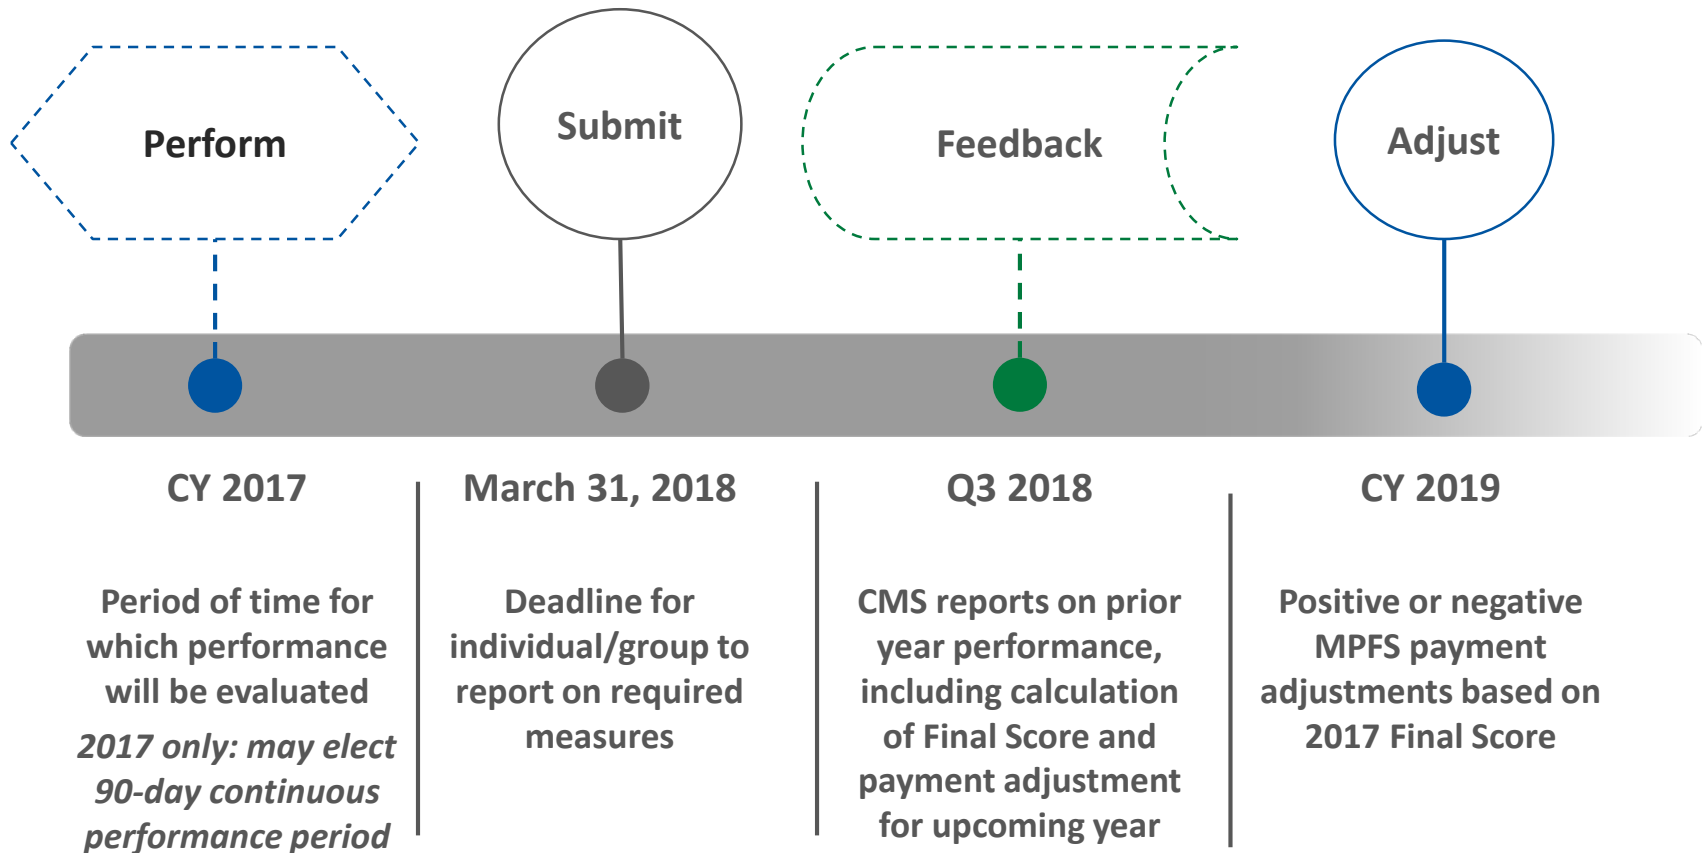 Perform
Submit
Feedback
Adjust
CY 2017
Period of time for
which performance
will be evaluated
2017 only: may elect
90-day continuous
performance period
March 31, 2018
Deadline for
individual/group to
report on required
measures
Q3 2018
CMS reports on prior
year performance,
including calculation
of Final Score and
payment adjustment
for upcoming year
CY 2019
Positive or negative
MPFS payment
adjustments based on
2017 Final Score